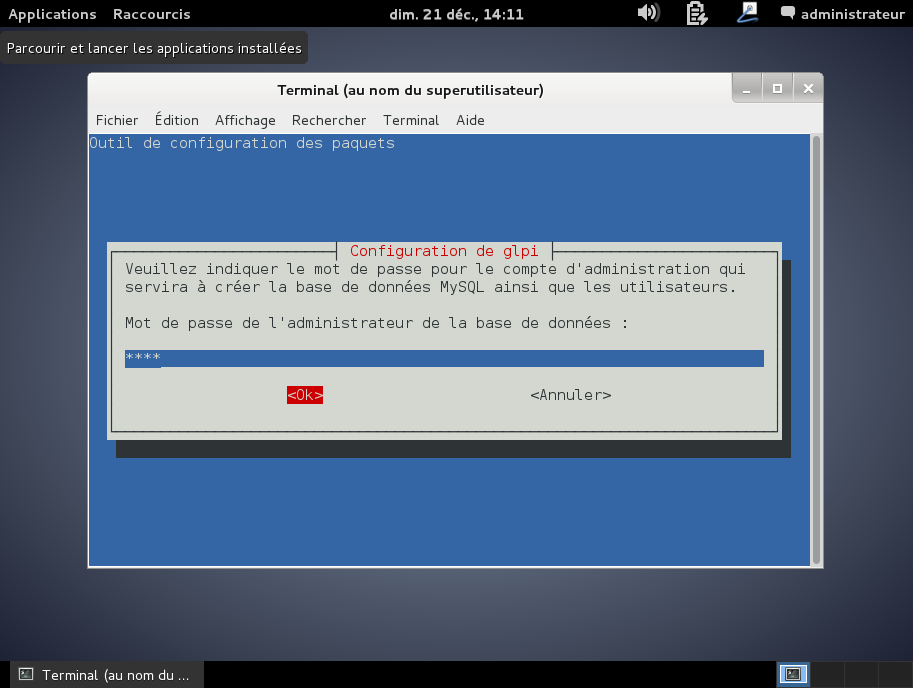 Applications Raccourcis dim. 21 déc., 14:11 administrateur
Parcourir et lancer les applications installées
Terminal (au nom du superutilisateur)
Fichier Édition Affichage Rechercher Terminal Aide
Outil de configuration des paquets
Configuration de glpi
Veuillez indiquer le mot de passe pour le compte d'administration qui
servira à créer la base de données MySQL ainsi que les utilisateurs.
Mot de passe de l'administrateur de la base de données :
****
<Ok> <Annuler>
Terminal (au nom du ...